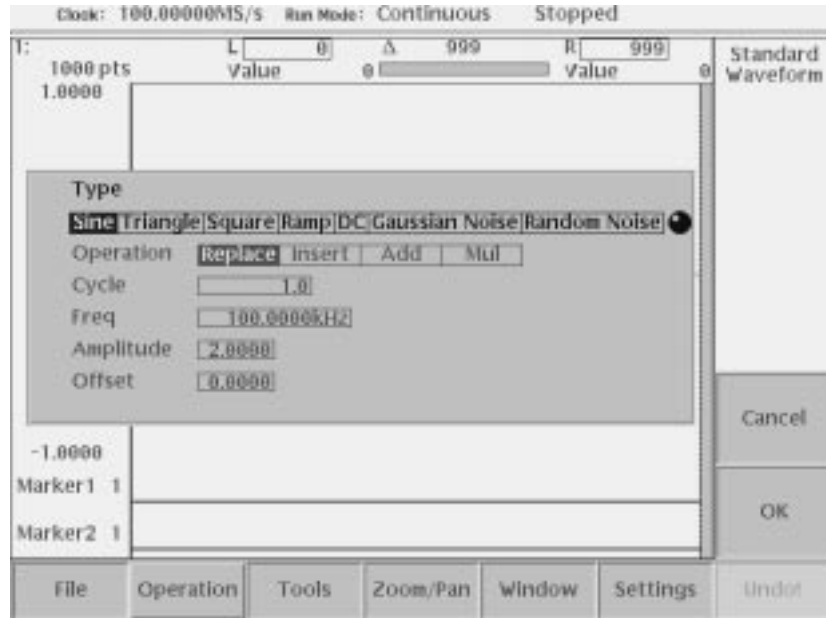 Clock: 100.00000MS/s Run Mode: Continuous Stopped
1: L 0 Δ 999 R 999
1000 pts Value 0 Value 0
1.0000
Standard
Waveform
Type
Sine Triangle Square Ramp DC Gaussian Noise Random Noise
Operation Replace Insert Add Mul
Cycle 1.0
Freq 100.0000kHz
Amplitude 2.0000
Offset 0.0000
Cancel
-1.0000
Marker1 1
OK
Marker2 1
File Operation Tools Zoom/Pan Window Settings Undo!